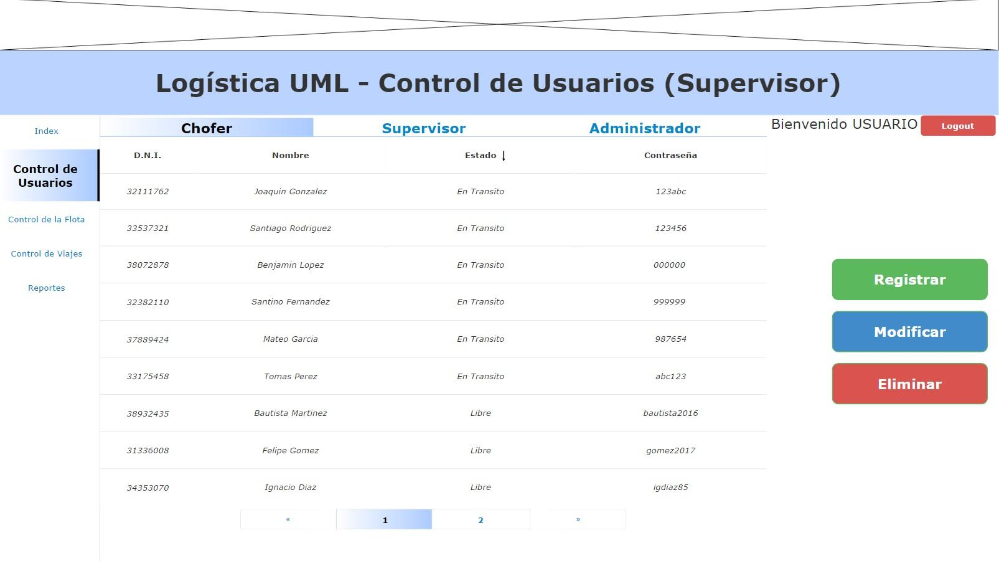 Logística UML - Control de Usuarios (Supervisor)
Index
Control de
Usuarios
Control de la Flota
Control de Viajes
Reportes
Chofer Supervisor Administrador
Bienvenido USUARIO Logout
D.N.I. Nombre Estado ↓ Contraseña
32111762 Joaquin Gonzalez En Transito 123abc
33537321 Santiago Rodriguez En Transito 123456
38072878 Benjamin Lopez En Transito 000000
32382110 Santino Fernandez En Transito 999999
37889424 Mateo Garcia En Transito 987654
33175458 Tomas Perez En Transito abc123
38932435 Bautista Martinez Libre bautista2016
31336008 Felipe Gomez Libre gomez2017
34353070 Ignacio Diaz Libre igdiaz85
« 1 2 »
Registrar
Modificar
Eliminar